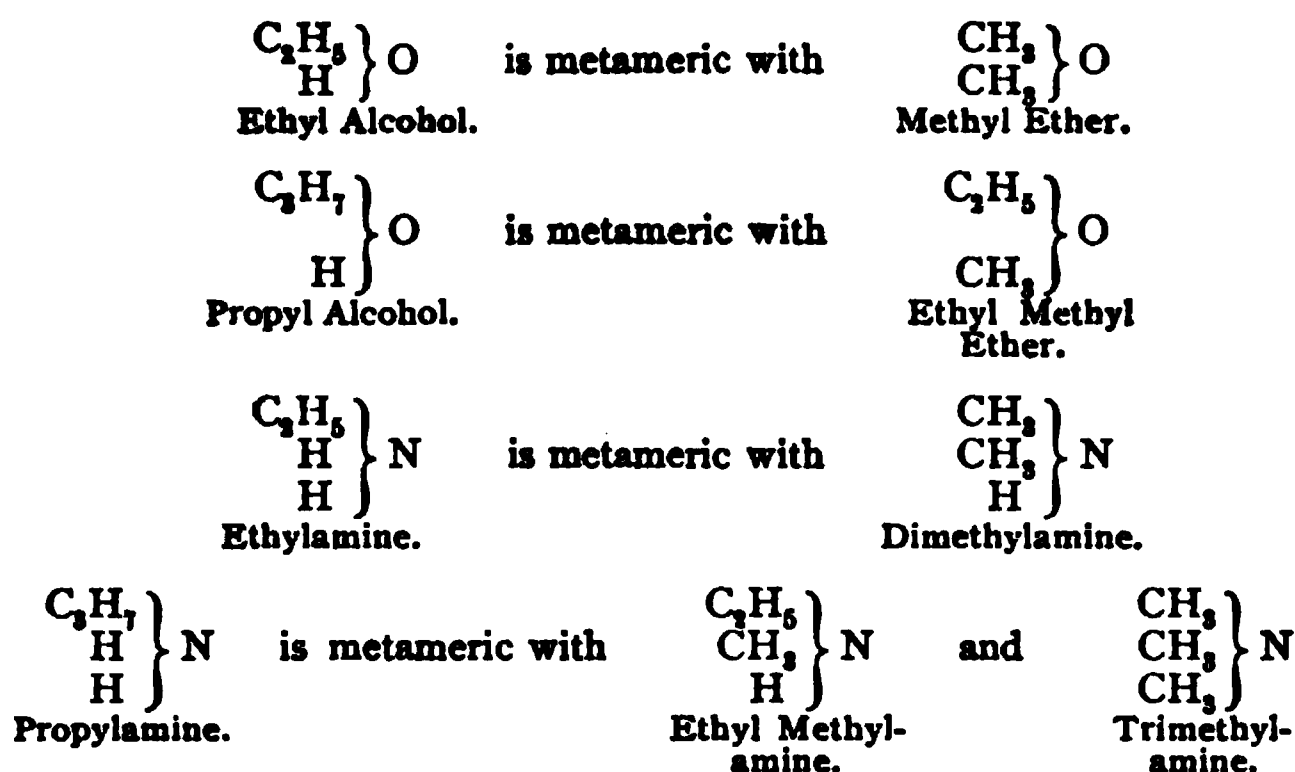 C₂H₅ } O is metameric with CH₃ } O
H CH₃
Ethyl Alcohol. Methyl Ether.
C₃H₇ } O is metameric with C₂H₅ } O
H CH₃
Propyl Alcohol. Ethyl Methyl
Ether.
C₂H₅ } N is metameric with CH₃ } N
H CH₃
H H
Ethylamine. Dimethylamine.
C₃H₇ } N is metameric with C₂H₅ } N and CH₃ } N
H CH₃ CH₃
H H CH₃
Propylamine. Ethyl Methyl- Trimethyl-
amine. amine.